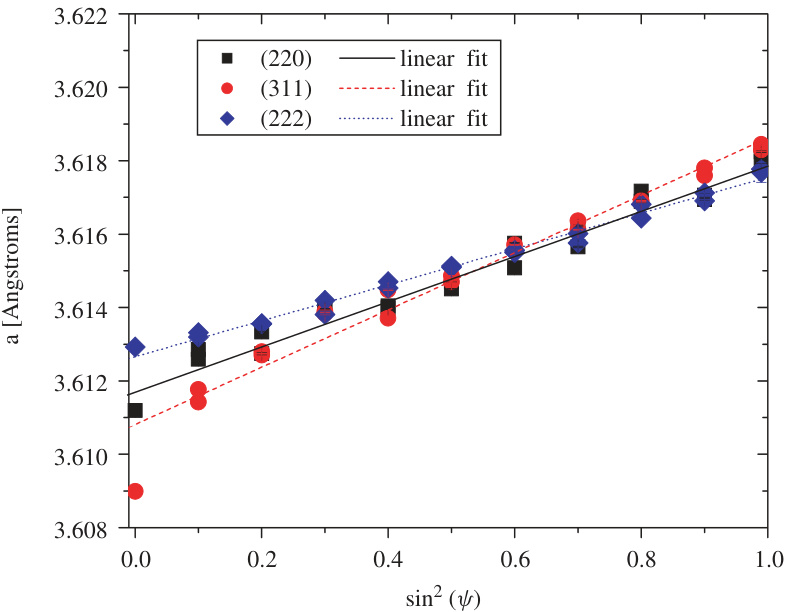 3.622
3.620
3.618
3.616
3.614
3.612
3.610
3.608
a [Angstroms]
(220) linear fit
(311) linear fit
(222) linear fit
0.0 0.2 0.4 0.6 0.8 1.0
sin² (ψ)